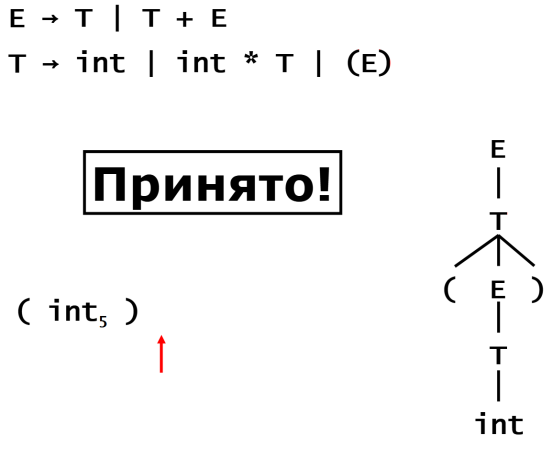 E → T | T + E
T → int | int * T | (E)
E
Принято!
T
( E )
( int₅ )
T
int